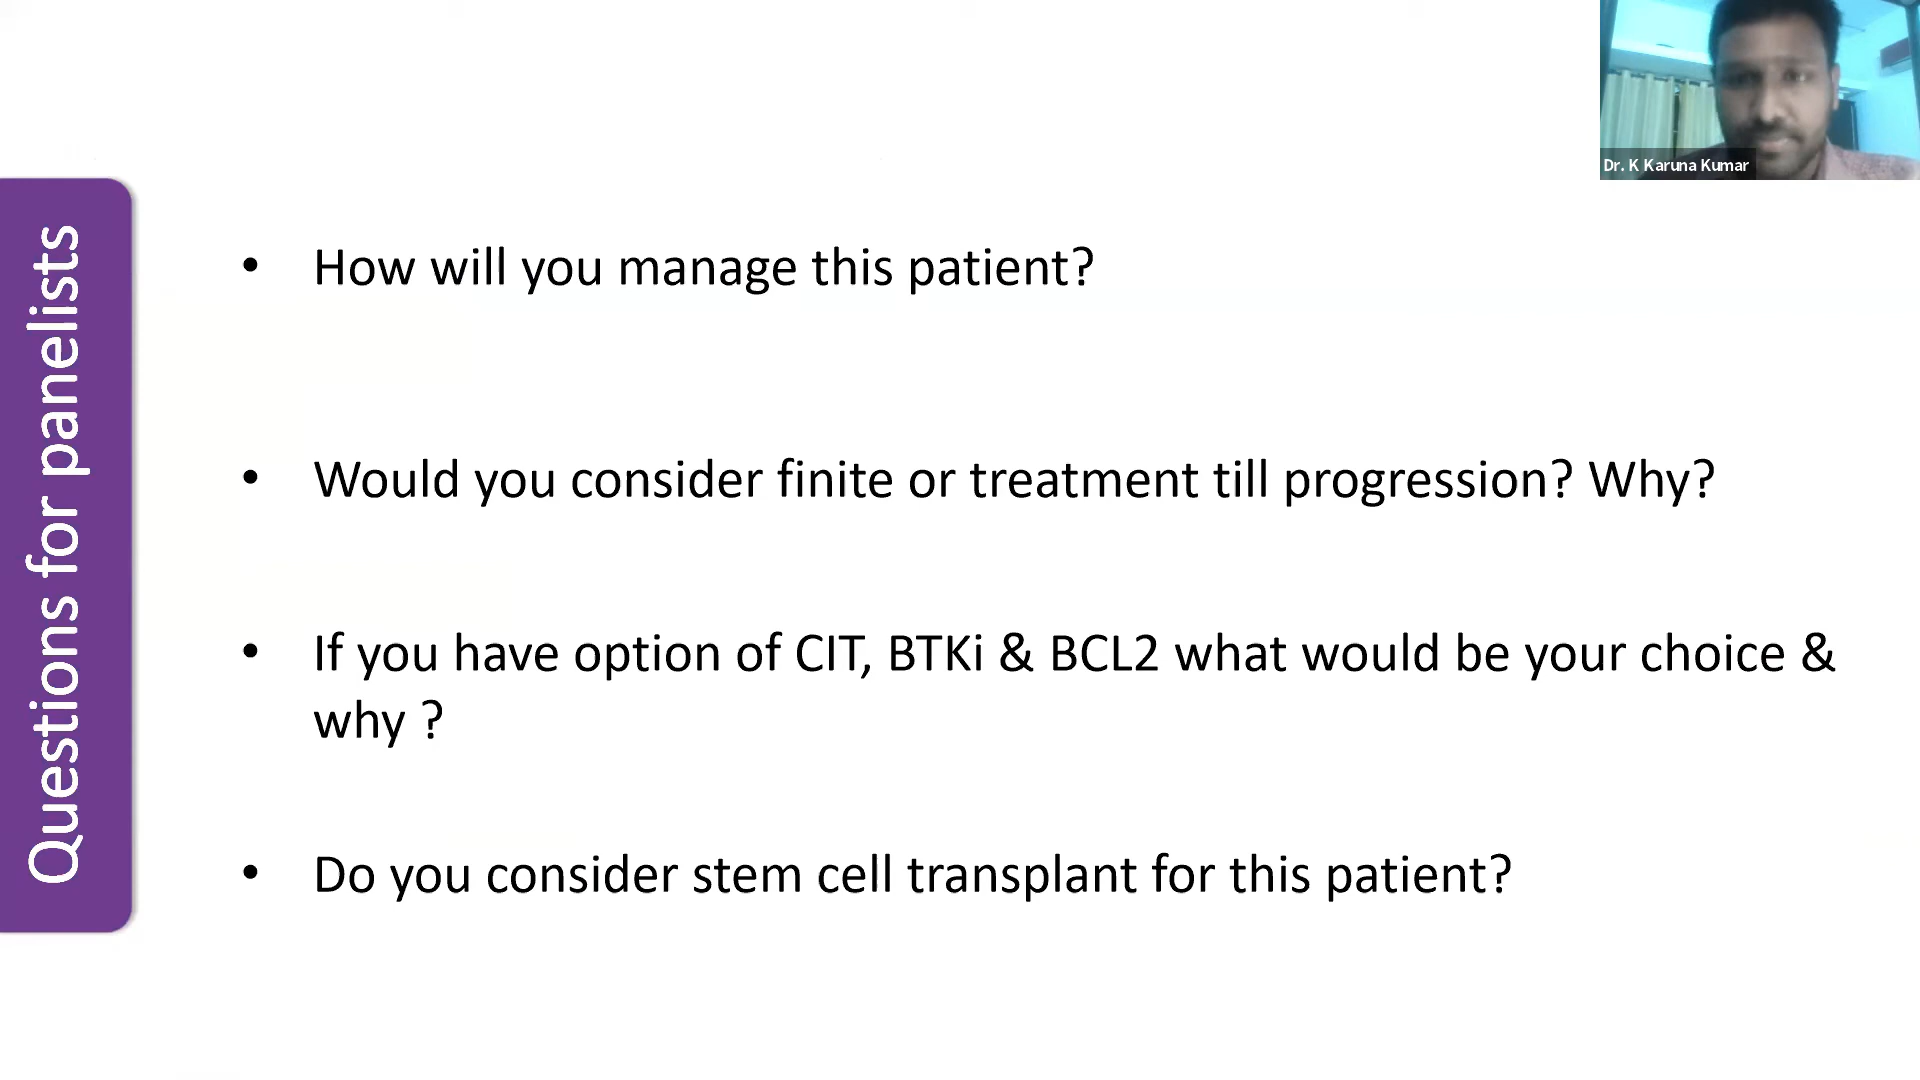 Dr. K Karuna Kumar
Questions for panelists
• How will you manage this patient?
• Would you consider finite or treatment till progression? Why?
• If you have option of CIT, BTKi & BCL2 what would be your choice &
why ?
• Do you consider stem cell transplant for this patient?